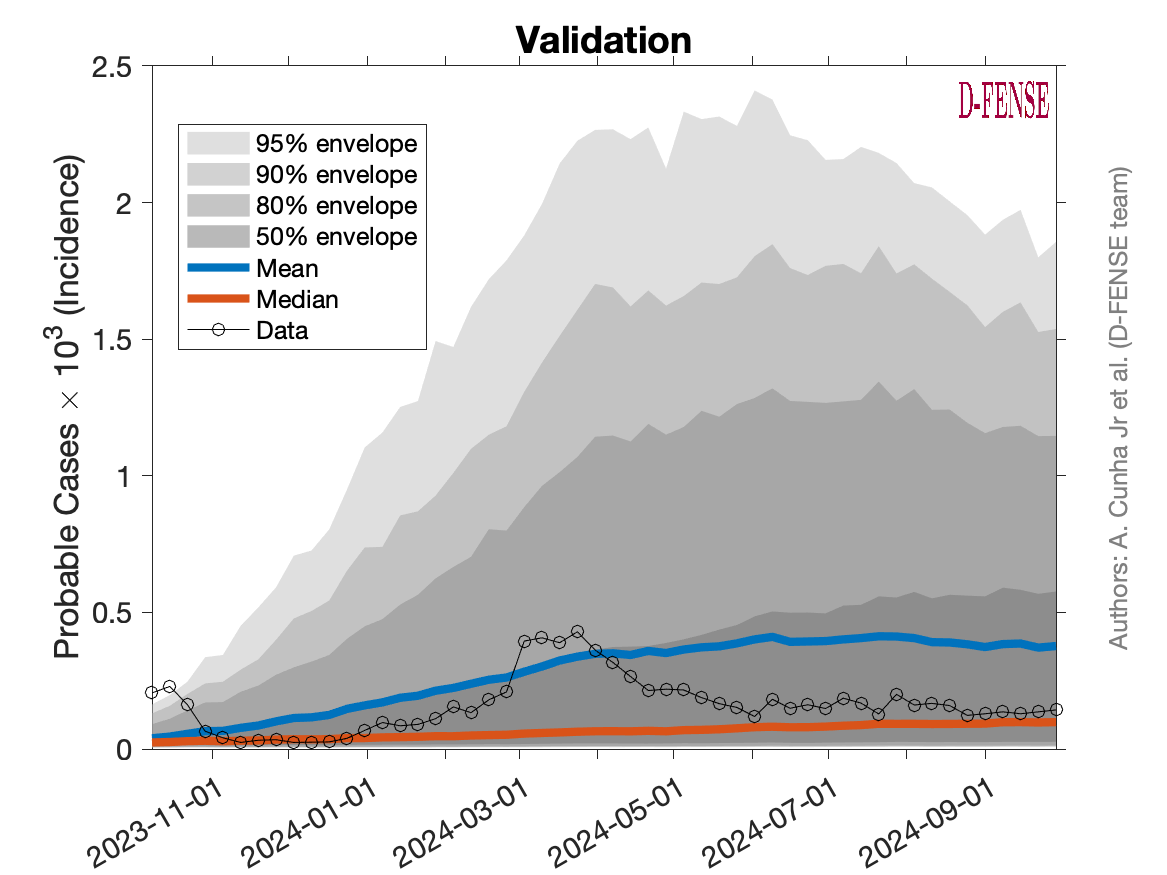 Validation
2.5
2
1.5
1
0.5
0
Probable Cases × 10³ (Incidence)
D-FENSE
95% envelope
90% envelope
80% envelope
50% envelope
Mean
Median
Data
2023-11-01
2024-01-01
2024-03-01
2024-05-01
2024-07-01
2024-09-01
Authors: A. Cunha Jr et al. (D-FENSE team)